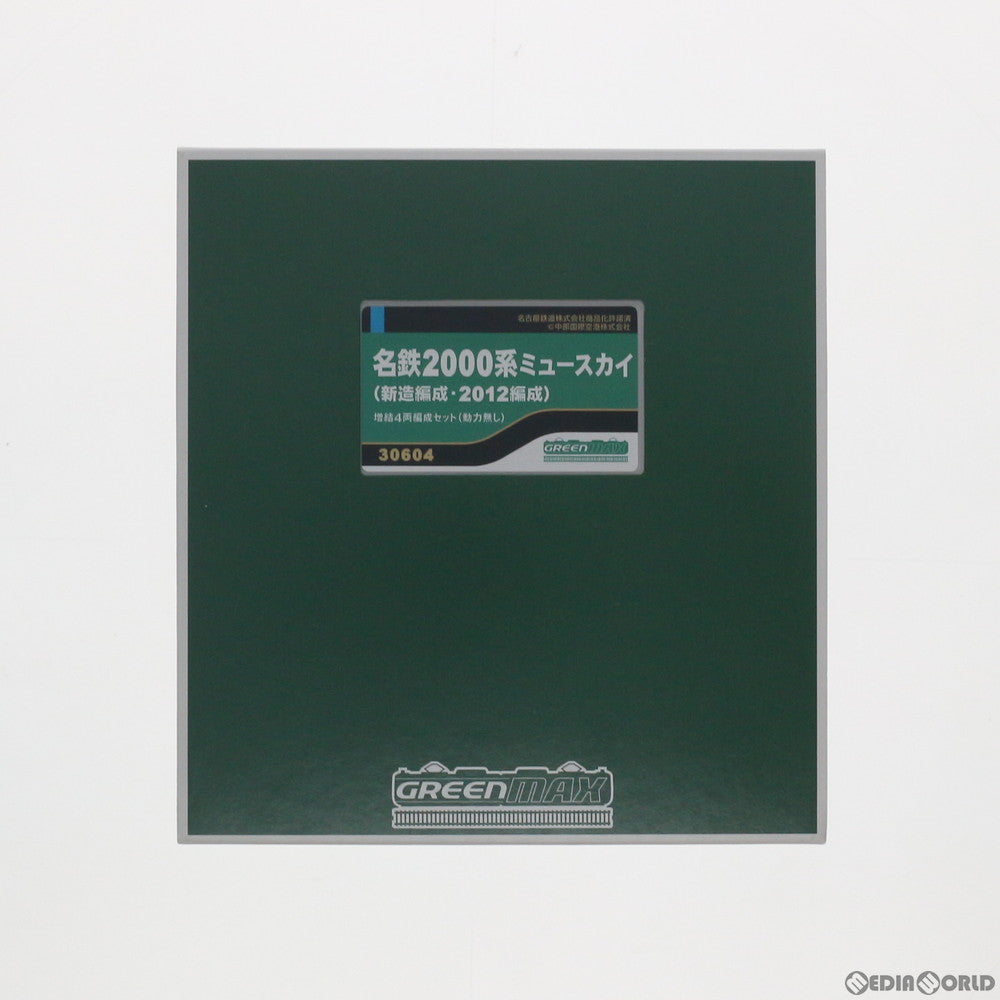 名古屋鉄道株式会社商品化許諾済
©中部国際空港株式会社
名鉄2000系ミュースカイ
(新造編成・2012編成)
増結4両編成セット(動力無し)
30604
GREENMAX
GREENMAX
MEDIAWORLD